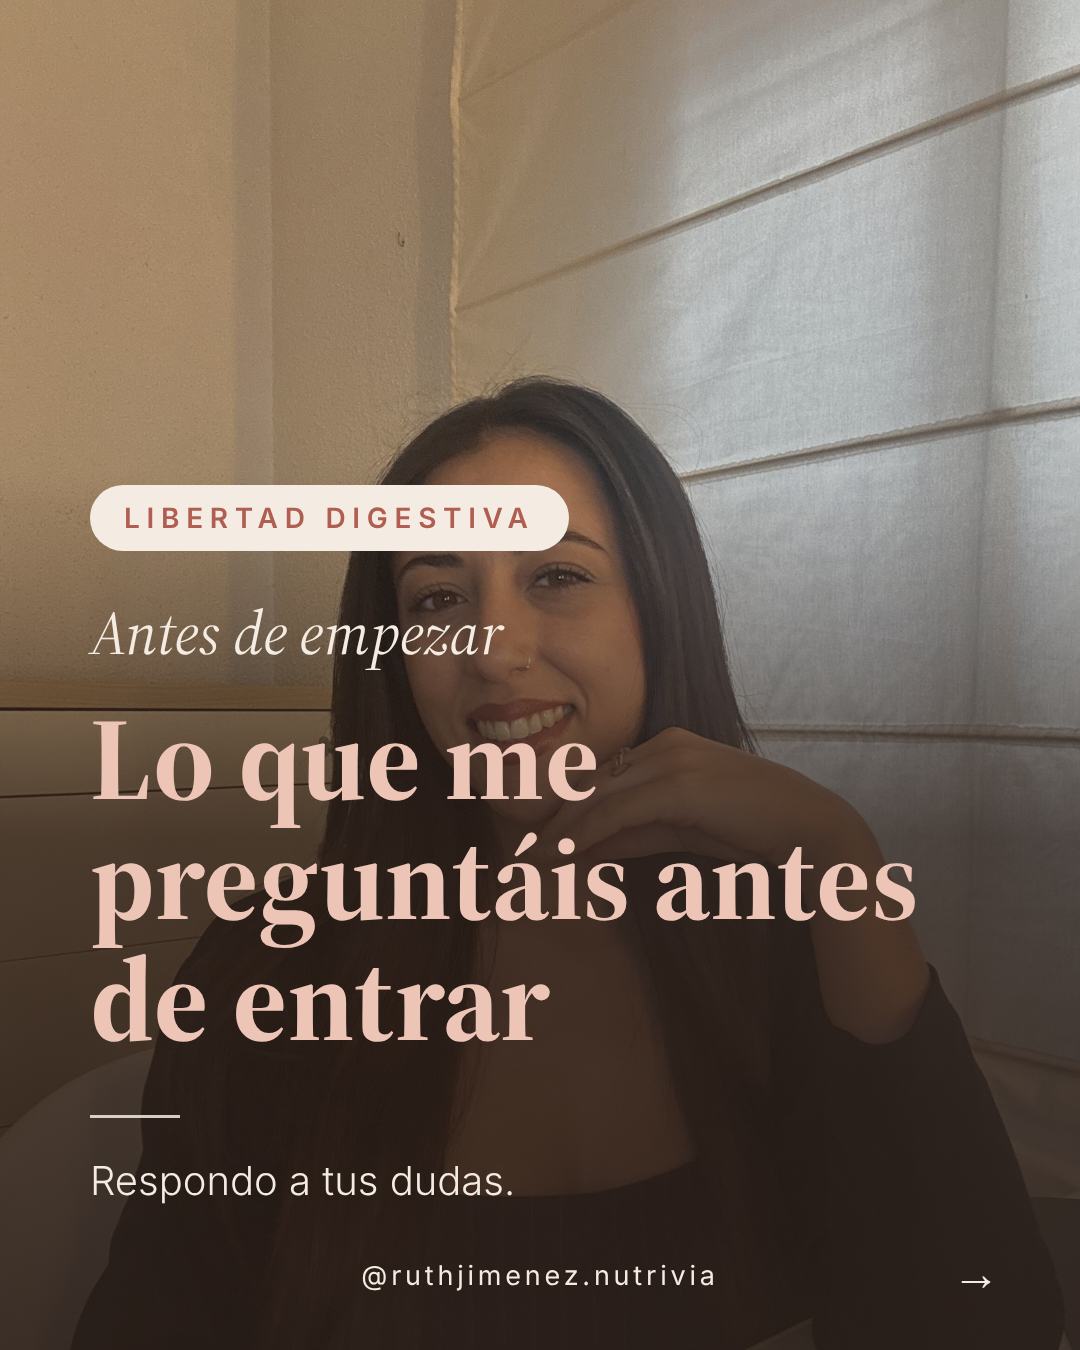 LIBERTAD DIGESTIVA
Antes de empezar
Lo que me
preguntáis antes
de entrar
Respondo a tus dudas.
@ruthjimenez.nutrivia
→